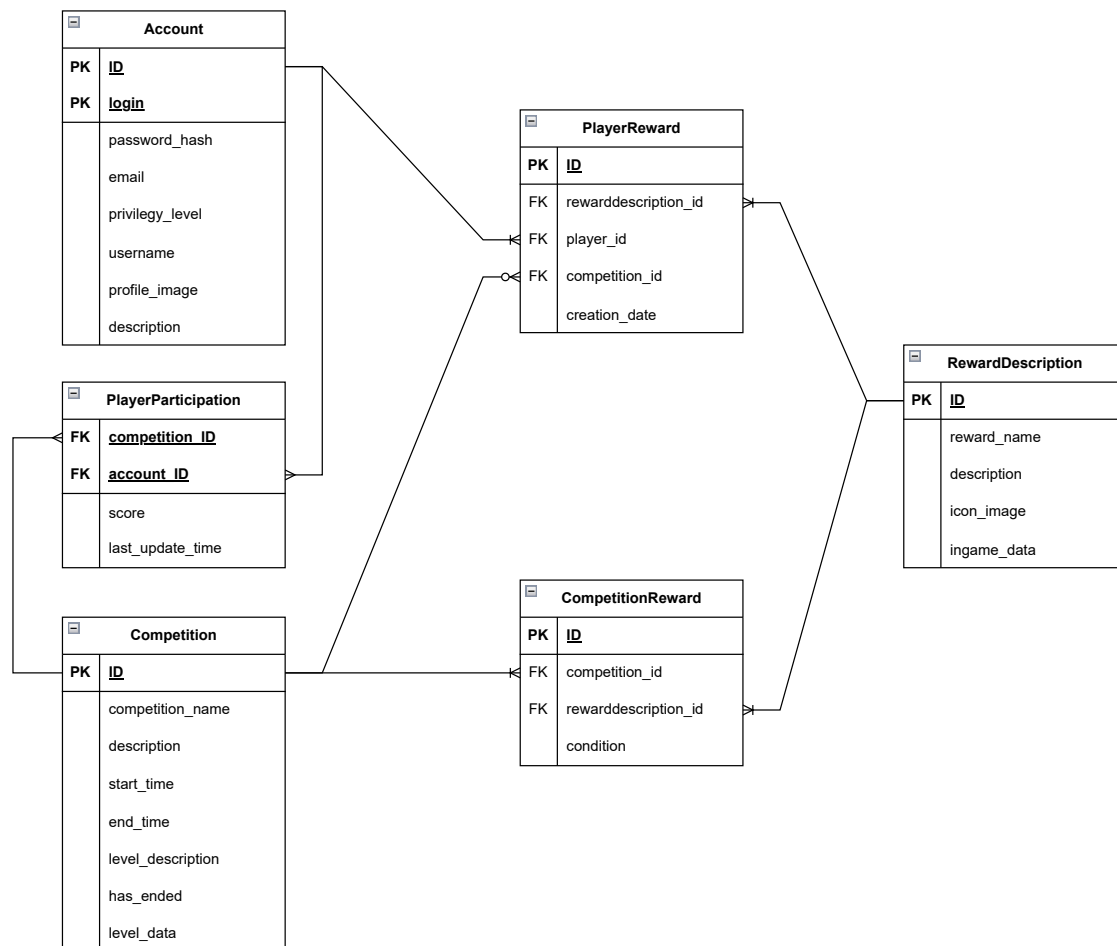 Account
PK ID
PK login
password_hash
email
privilegy_level
username
profile_image
description
PlayerParticipation
FK competition_ID
FK account_ID
score
last_update_time
Competition
PK ID
competition_name
description
start_time
end_time
level_description
has_ended
level_data
PlayerReward
PK ID
FK rewarddescription_id
FK player_id
FK competition_id
creation_date
CompetitionReward
PK ID
FK competition_id
FK rewarddescription_id
condition
RewardDescription
PK ID
reward_name
description
icon_image
ingame_data